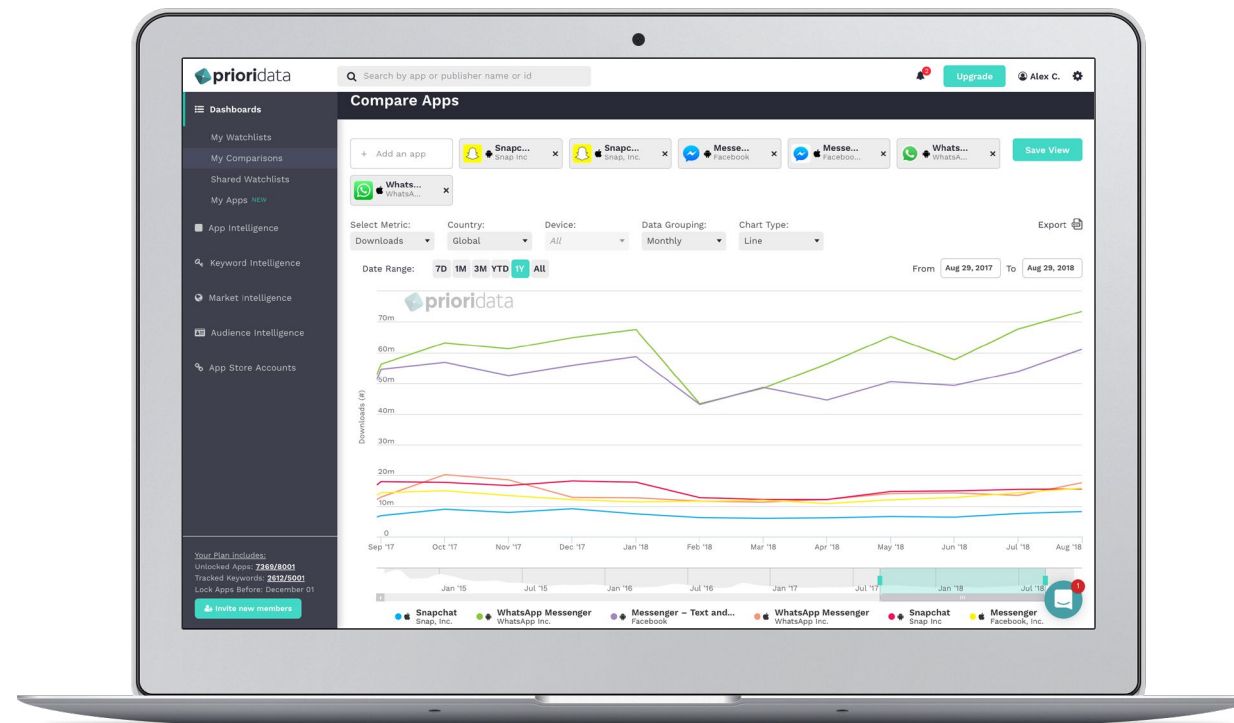 prioridata
Search by app or publisher name or id
2
Upgrade
Alex C.
Dashboards
My Watchlists
My Comparisons
Shared Watchlists
My Apps NEW
App Intelligence
Keyword Intelligence
Market Intelligence
Audience Intelligence
App Store Accounts
Your Plan includes:
Unlocked Apps: 7369/8001
Tracked Keywords: 2612/5001
Lock Apps Before: December 01
Invite new members
Compare Apps
+ Add an app
Snapc...
Snap Inc
×
Snapc...
Snap, Inc.
×
Messe...
Facebook
×
Messe...
Faceboo...
×
Whats...
WhatsA...
×
Save View
Whats...
WhatsA...
×
Select Metric: Country: Device: Data Grouping: Chart Type:
Downloads Global All Monthly Line
Export
Date Range: 7D 1M 3M YTD 1Y All
From Aug 29, 2017 To Aug 29, 2018
prioridata
70m
60m
50m
40m
30m
20m
10m
0
Downloads (#)
Sep '17 Oct '17 Nov '17 Dec '17 Jan '18 Feb '18 Mar '18 Apr '18 May '18 Jun '18 Jul '18 Aug '18
Jan '15 Jul '15 Jan '16 Jul '16 Jan '17 Jul '17 Jan '18 Jul '18
1
Snapchat
Snap, Inc.
WhatsApp Messenger
WhatsApp Inc.
Messenger – Text and...
Facebook
WhatsApp Messenger
WhatsApp Inc.
Snapchat
Snap Inc
Messenger
Facebook, Inc.